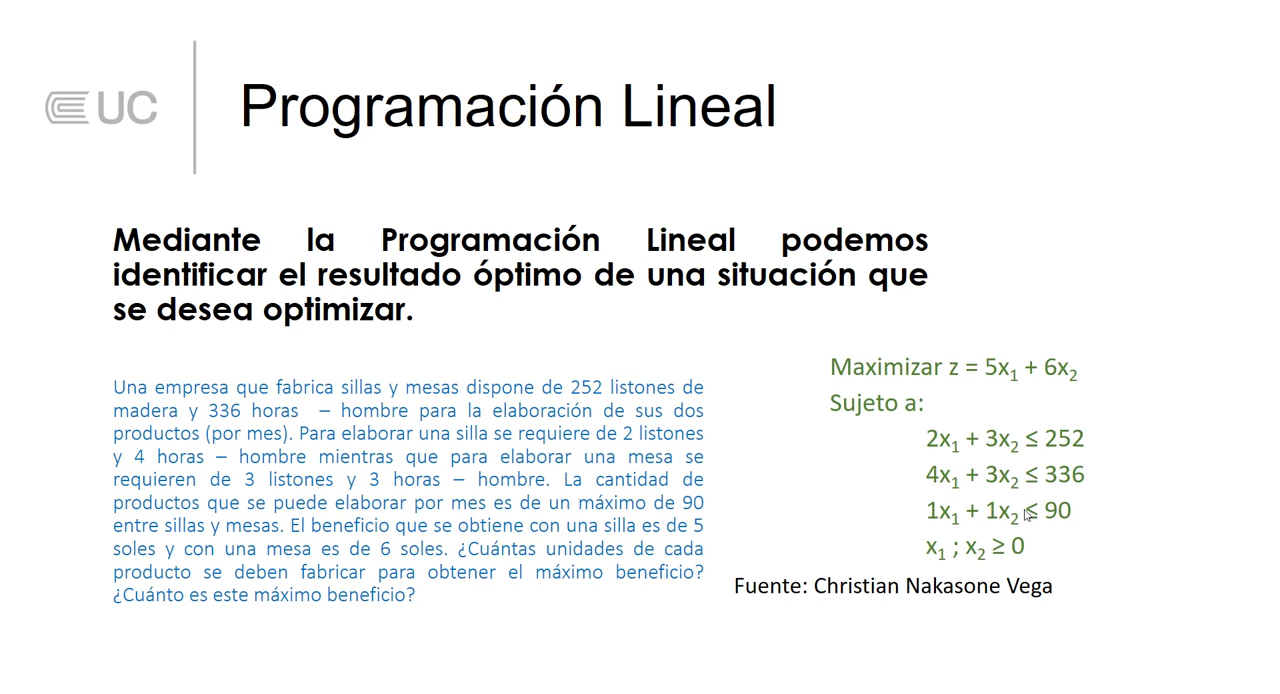 UC
Programación Lineal
Mediante la Programación Lineal podemos
identificar el resultado óptimo de una situación que
se desea optimizar.
Una empresa que fabrica sillas y mesas dispone de 252 listones de
madera y 336 horas – hombre para la elaboración de sus dos
productos (por mes). Para elaborar una silla se requiere de 2 listones
y 4 horas – hombre mientras que para elaborar una mesa se
requieren de 3 listones y 3 horas – hombre. La cantidad de
productos que se puede elaborar por mes es de un máximo de 90
entre sillas y mesas. El beneficio que se obtiene con una silla es de 5
soles y con una mesa es de 6 soles. ¿Cuántas unidades de cada
producto se deben fabricar para obtener el máximo beneficio?
¿Cuánto es este máximo beneficio?
Maximizar z = 5x₁ + 6x₂
Sujeto a:
2x₁ + 3x₂ ≤ 252
4x₁ + 3x₂ ≤ 336
1x₁ + 1x₂ ≤ 90
x₁ ; x₂ ≥ 0
Fuente: Christian Nakasone Vega